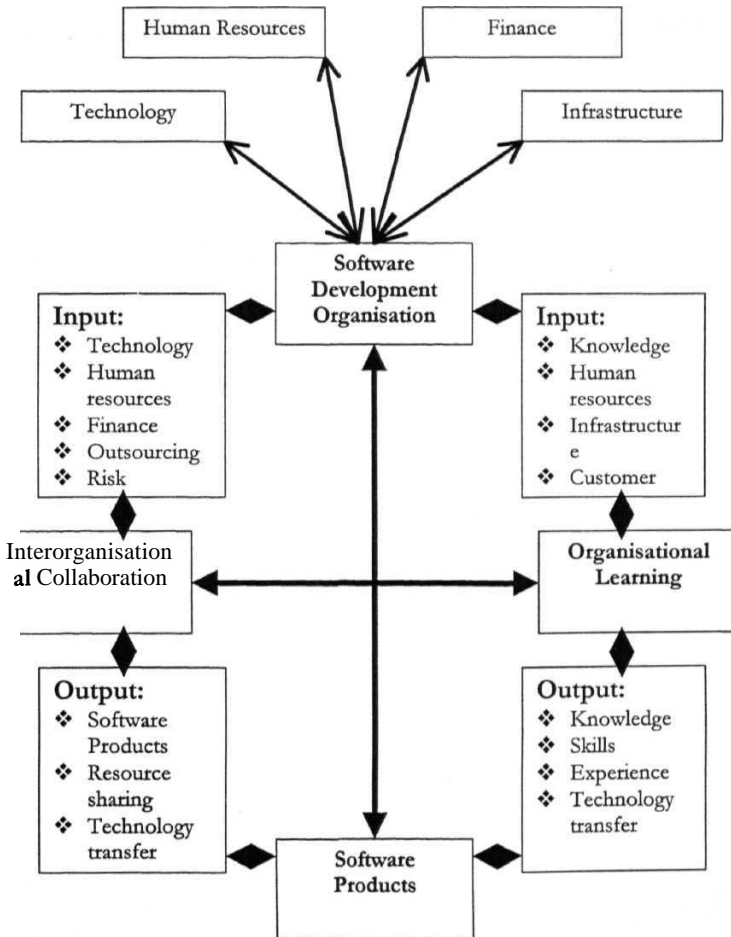 Human Resources
Finance
Technology
Infrastructure
Software
Development
Organisation
Input:
❖ Technology
❖ Human
resources
❖ Finance
❖ Outsourcing
❖ Risk
Input:
❖ Knowledge
❖ Human
resources
❖ Infrastructur
e
❖ Customer
Interorganisation
al Collaboration
Organisational
Learning
Output:
❖ Software
Products
❖ Resource
sharing
❖ Technology
transfer
Output:
❖ Knowledge
❖ Skills
❖ Experience
❖ Technology
transfer
Software
Products